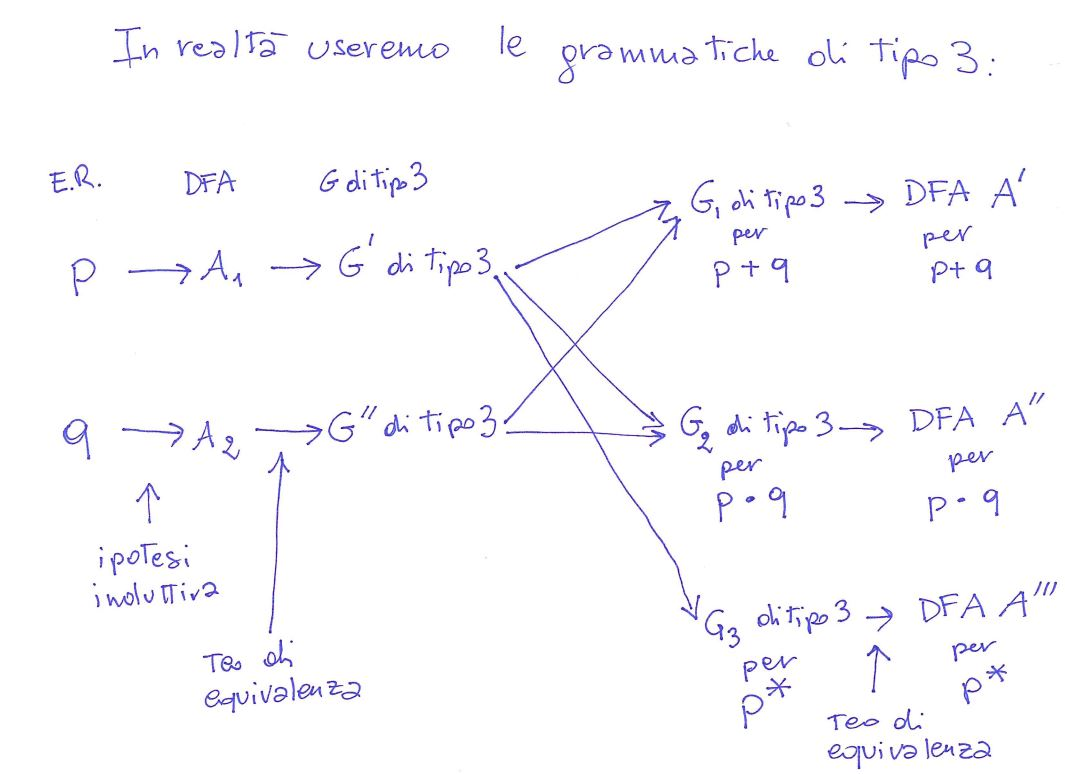 In realtà useremo le grammatiche di tipo 3:
E.R. DFA G di tipo 3
p → A1 → G' di tipo 3
G1 di tipo 3 → DFA A'
per per
p + q p + q
q → A2 → G'' di tipo 3
G2 di tipo 3 → DFA A''
per per
p • q p • q
ipotesi
induttiva
Teo di
equivalenza
G3 di tipo 3 → DFA A'''
per per
p* p*
Teo di
equivalenza